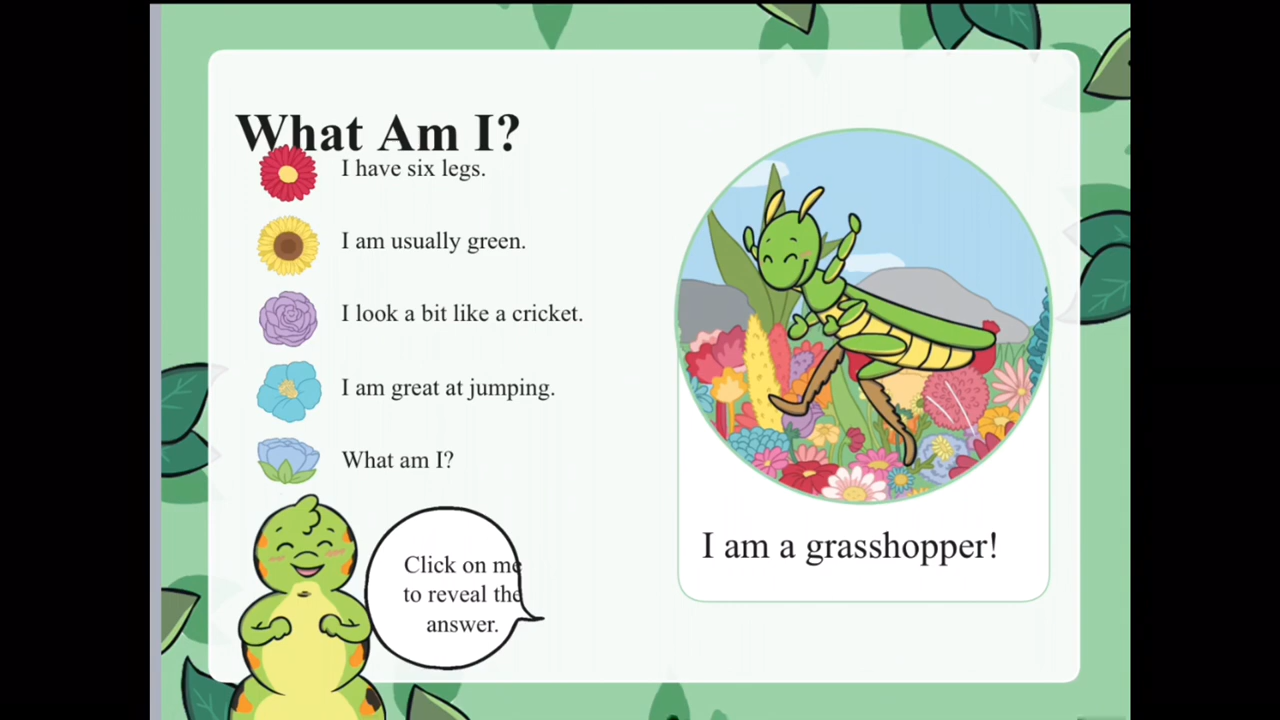 What Am I?
I have six legs.
I am usually green.
I look a bit like a cricket.
I am great at jumping.
What am I?
Click on me
to reveal the
answer.
I am a grasshopper!